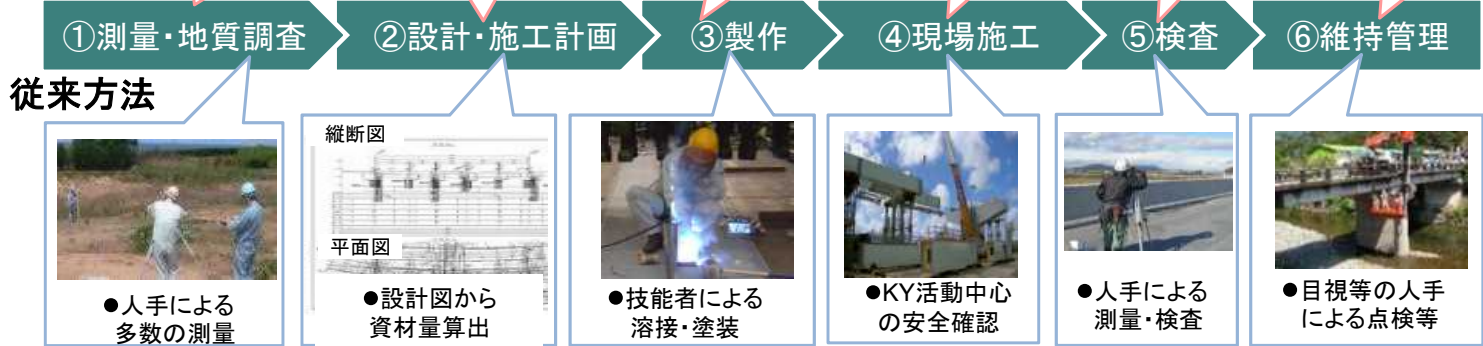 ①測量・地質調査
②設計・施工計画
③製作
④現場施工
⑤検査
⑥維持管理
従来方法
●人手による
多数の測量
縦断図
平面図
●設計図から
資材量算出
●技能者による
溶接・塗装
●KY活動中心
の安全確認
●人手による
測量・検査
●目視等の人手
による点検等